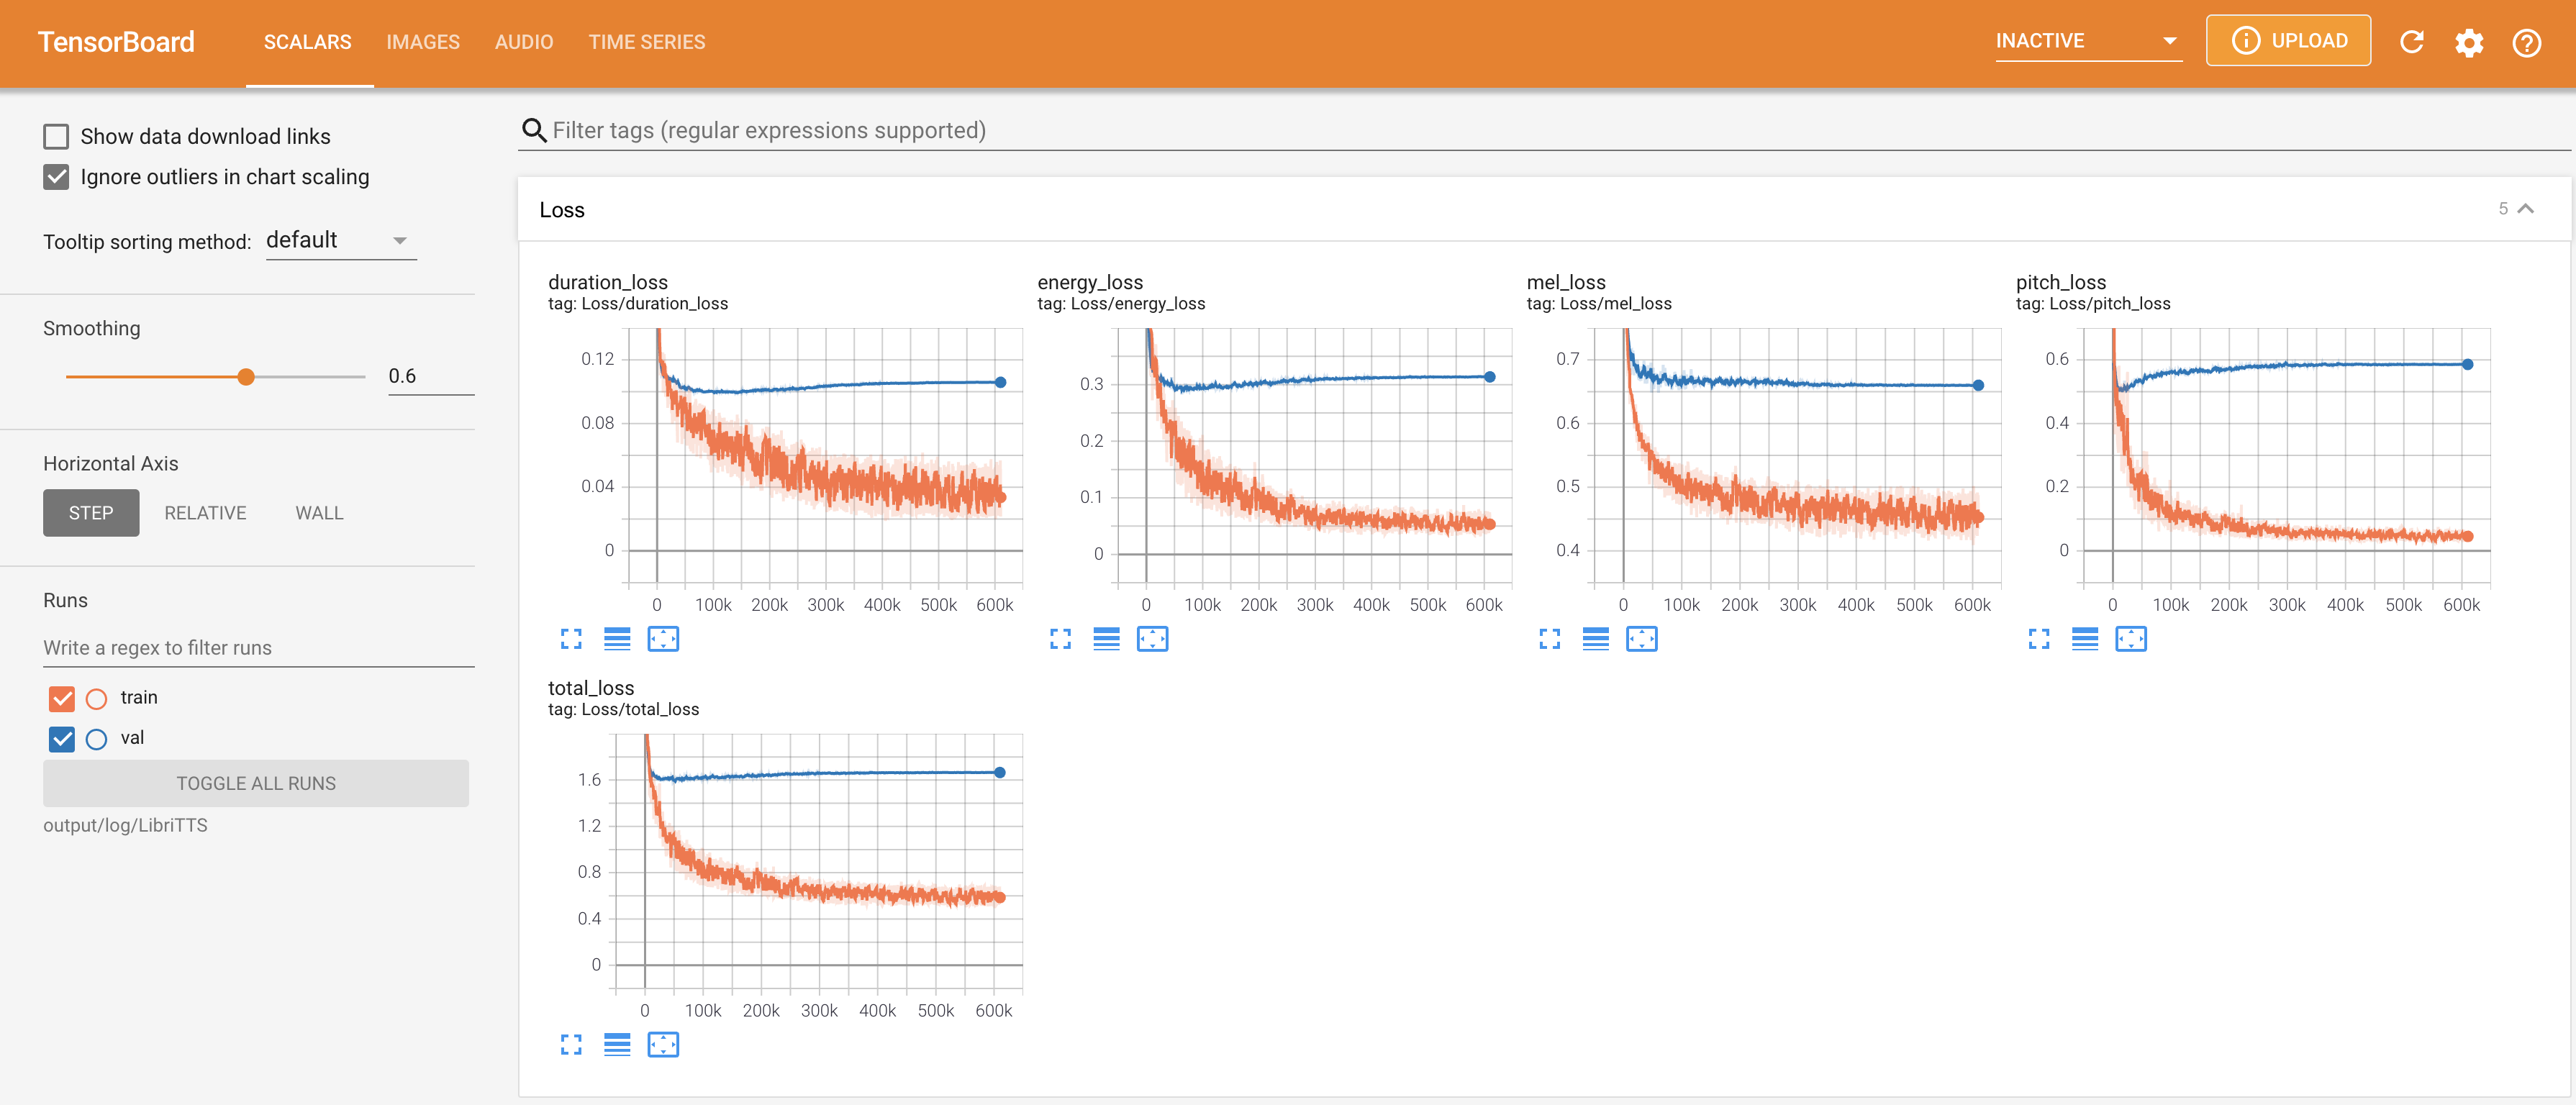 TensorBoard SCALARS IMAGES AUDIO TIME SERIES INACTIVE UPLOAD
Show data download links
Ignore outliers in chart scaling
Tooltip sorting method: default
Smoothing
0.6
Horizontal Axis
STEP RELATIVE WALL
Runs
Write a regex to filter runs
train
val
TOGGLE ALL RUNS
output/log/LibriTTS
Filter tags (regular expressions supported)
Loss 5
duration_loss
tag: Loss/duration_loss
0.12
0.08
0.04
0
0 100k 200k 300k 400k 500k 600k
energy_loss
tag: Loss/energy_loss
0.3
0.2
0.1
0
0 100k 200k 300k 400k 500k 600k
mel_loss
tag: Loss/mel_loss
0.7
0.6
0.5
0.4
0 100k 200k 300k 400k 500k 600k
pitch_loss
tag: Loss/pitch_loss
0.6
0.4
0.2
0
0 100k 200k 300k 400k 500k 600k
total_loss
tag: Loss/total_loss
1.6
1.2
0.8
0.4
0
0 100k 200k 300k 400k 500k 600k